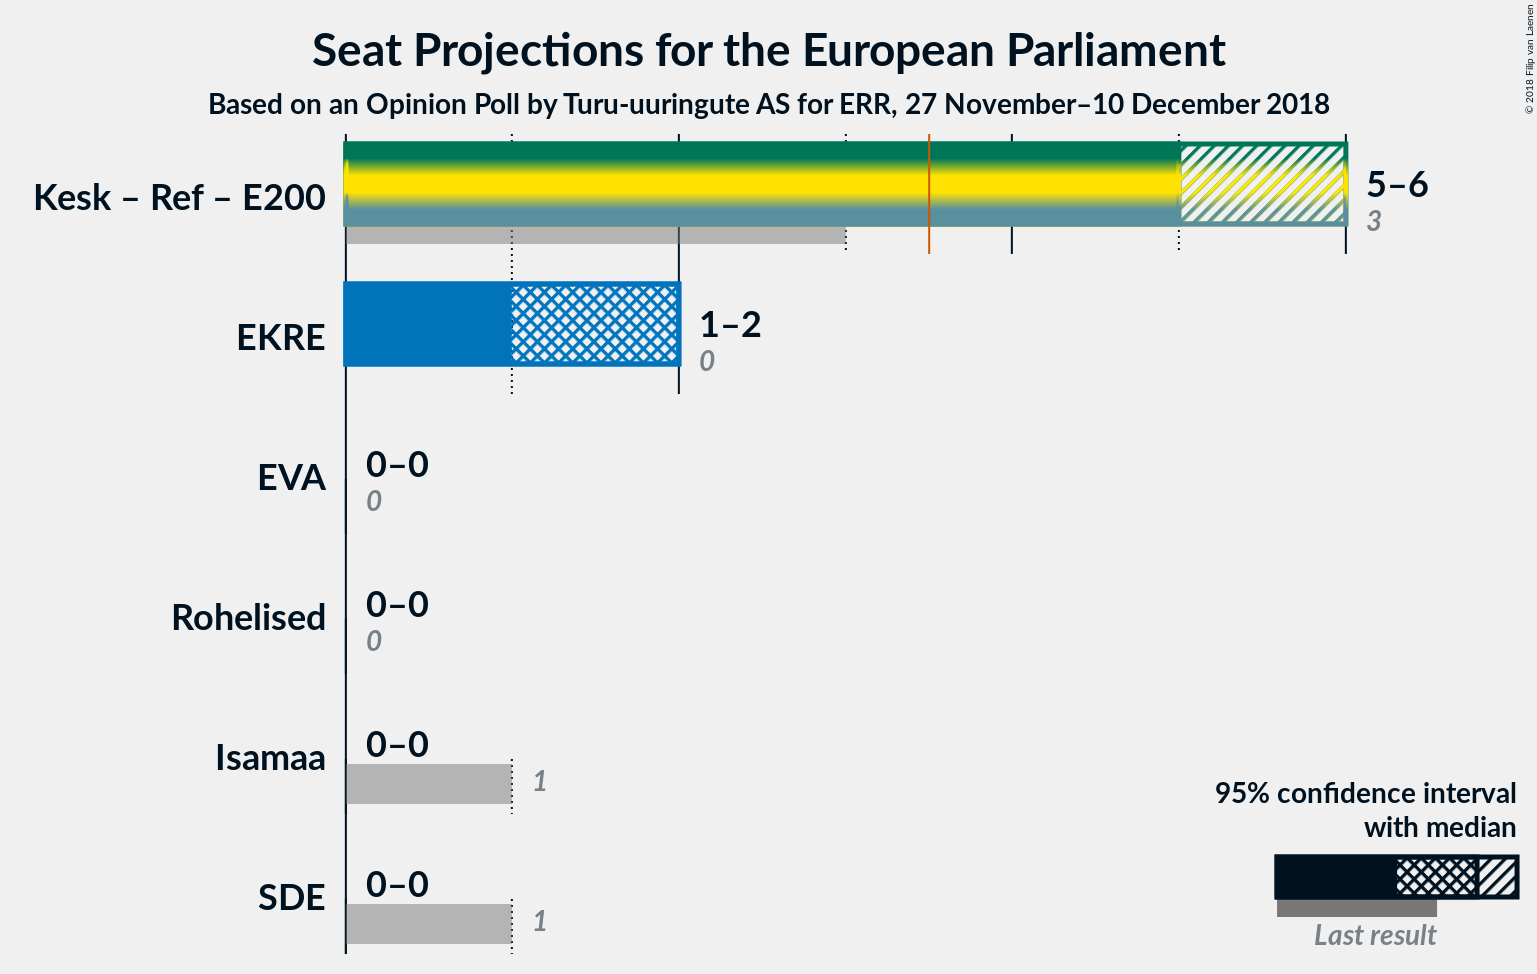 Seat Projections for the European Parliament
Based on an Opinion Poll by Turu-uuringute AS for ERR, 27 November–10 December 2018
© 2018 Filip van Laenen
Kesk – Ref – E200
5–6
3
EKRE
1–2
0
EVA
0–0
0
Rohelised
0–0
0
Isamaa
0–0
1
SDE
0–0
1
95% confidence interval
with median
Last result